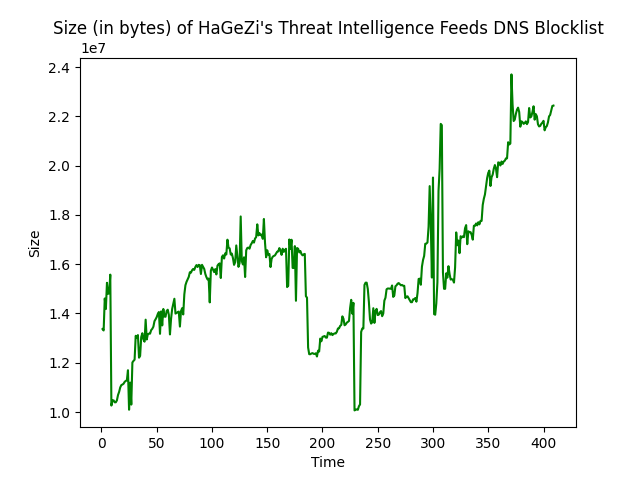 Size (in bytes) of HaGeZi's Threat Intelligence Feeds DNS Blocklist
1e7
2.4
2.2
2.0
1.8
1.6
1.4
1.2
1.0
Size
0 50 100 150 200 250 300 350 400
Time